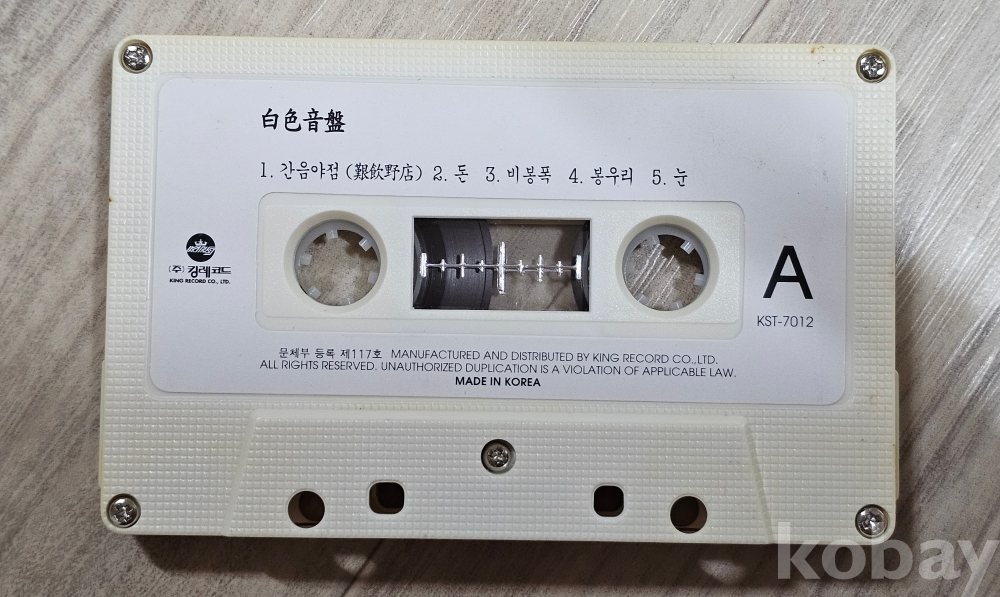 白色音盤
1. 간음야점 (艱飮野店) 2. 돈 3. 비봉폭 4. 봉우리 5. 눈
(주) 킹레코드
KING RECORD CO., LTD.
A
KST-7012
문체부 등록 제117호 MANUFACTURED AND DISTRIBUTED BY KING RECORD CO.,LTD.
ALL RIGHTS RESERVED. UNAUTHORIZED DUPLICATION IS A VIOLATION OF APPLICABLE LAW.
MADE IN KOREA
kobay